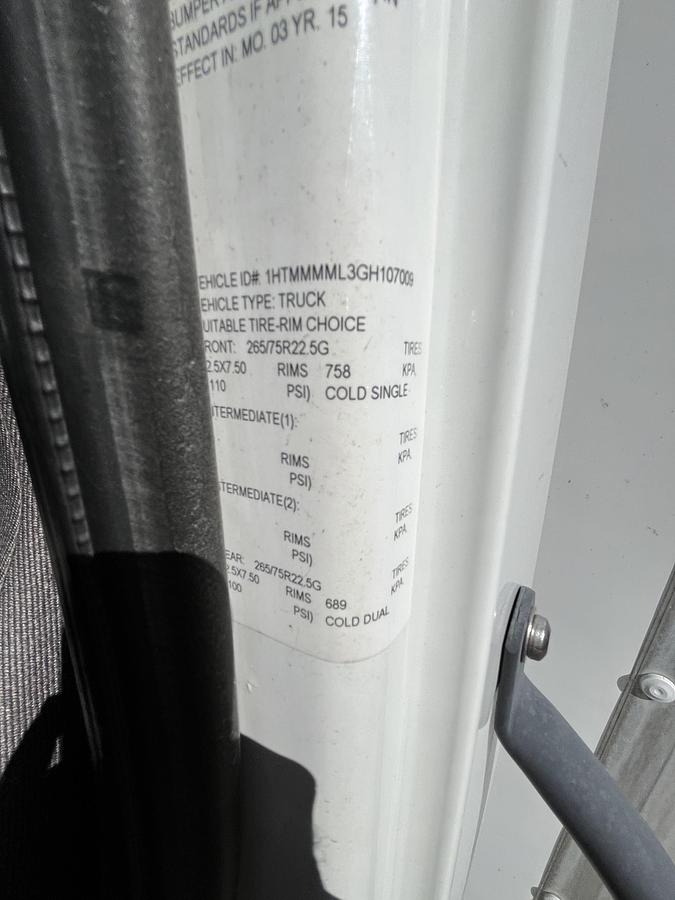 BUMPER
STANDARDS IF
EFFECT IN: MO. 03 YR. 15
EHICLE ID#: 1HTMMMML3GH107009
EHICLE TYPE: TRUCK
UITABLE TIRE-RIM CHOICE
RONT: 265/75R22.5G TIRES
2.5X7.50 RIMS 758 KPA
110 PSI) COLD SINGLE
TERMEDIATE(1):
TIRES
RIMS KPA
PSI)
TERMEDIATE(2):
TIRES
RIMS KPA
PSI)
EAR: 265/75R22.5G TIRES
2.5X7.50 RIMS 689 KPA
100 PSI) COLD DUAL